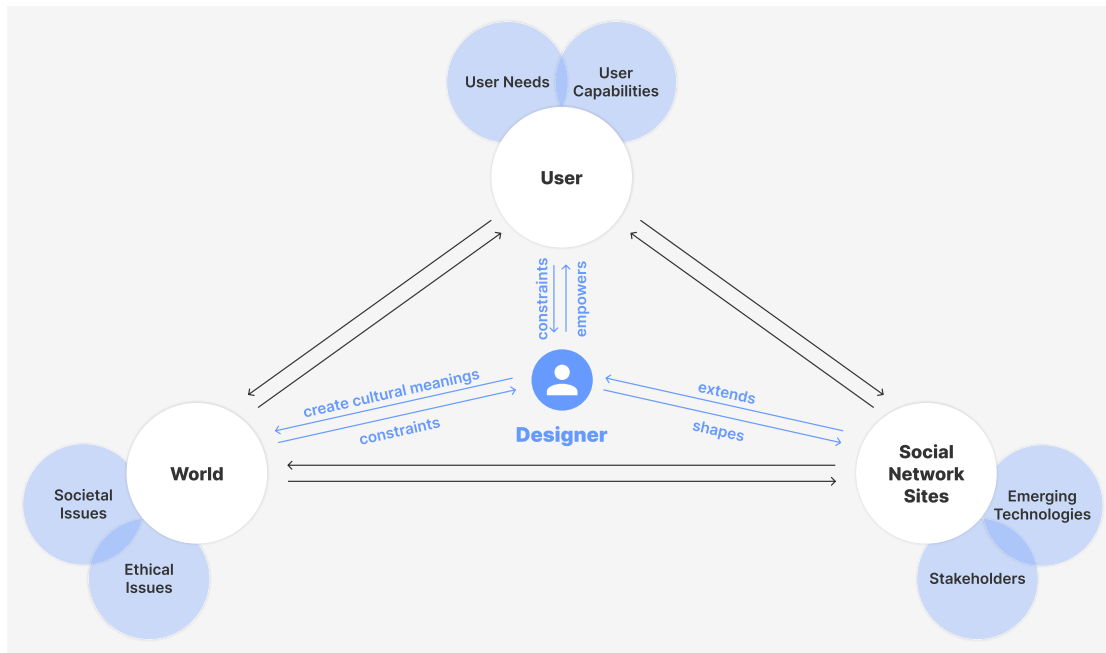 User Needs
User
Capabilities
User
constraints
empowers
create cultural meanings
constraints
extends
shapes
Designer
World
Societal
Issues
Ethical
Issues
Social
Network
Sites
Emerging
Technologies
Stakeholders